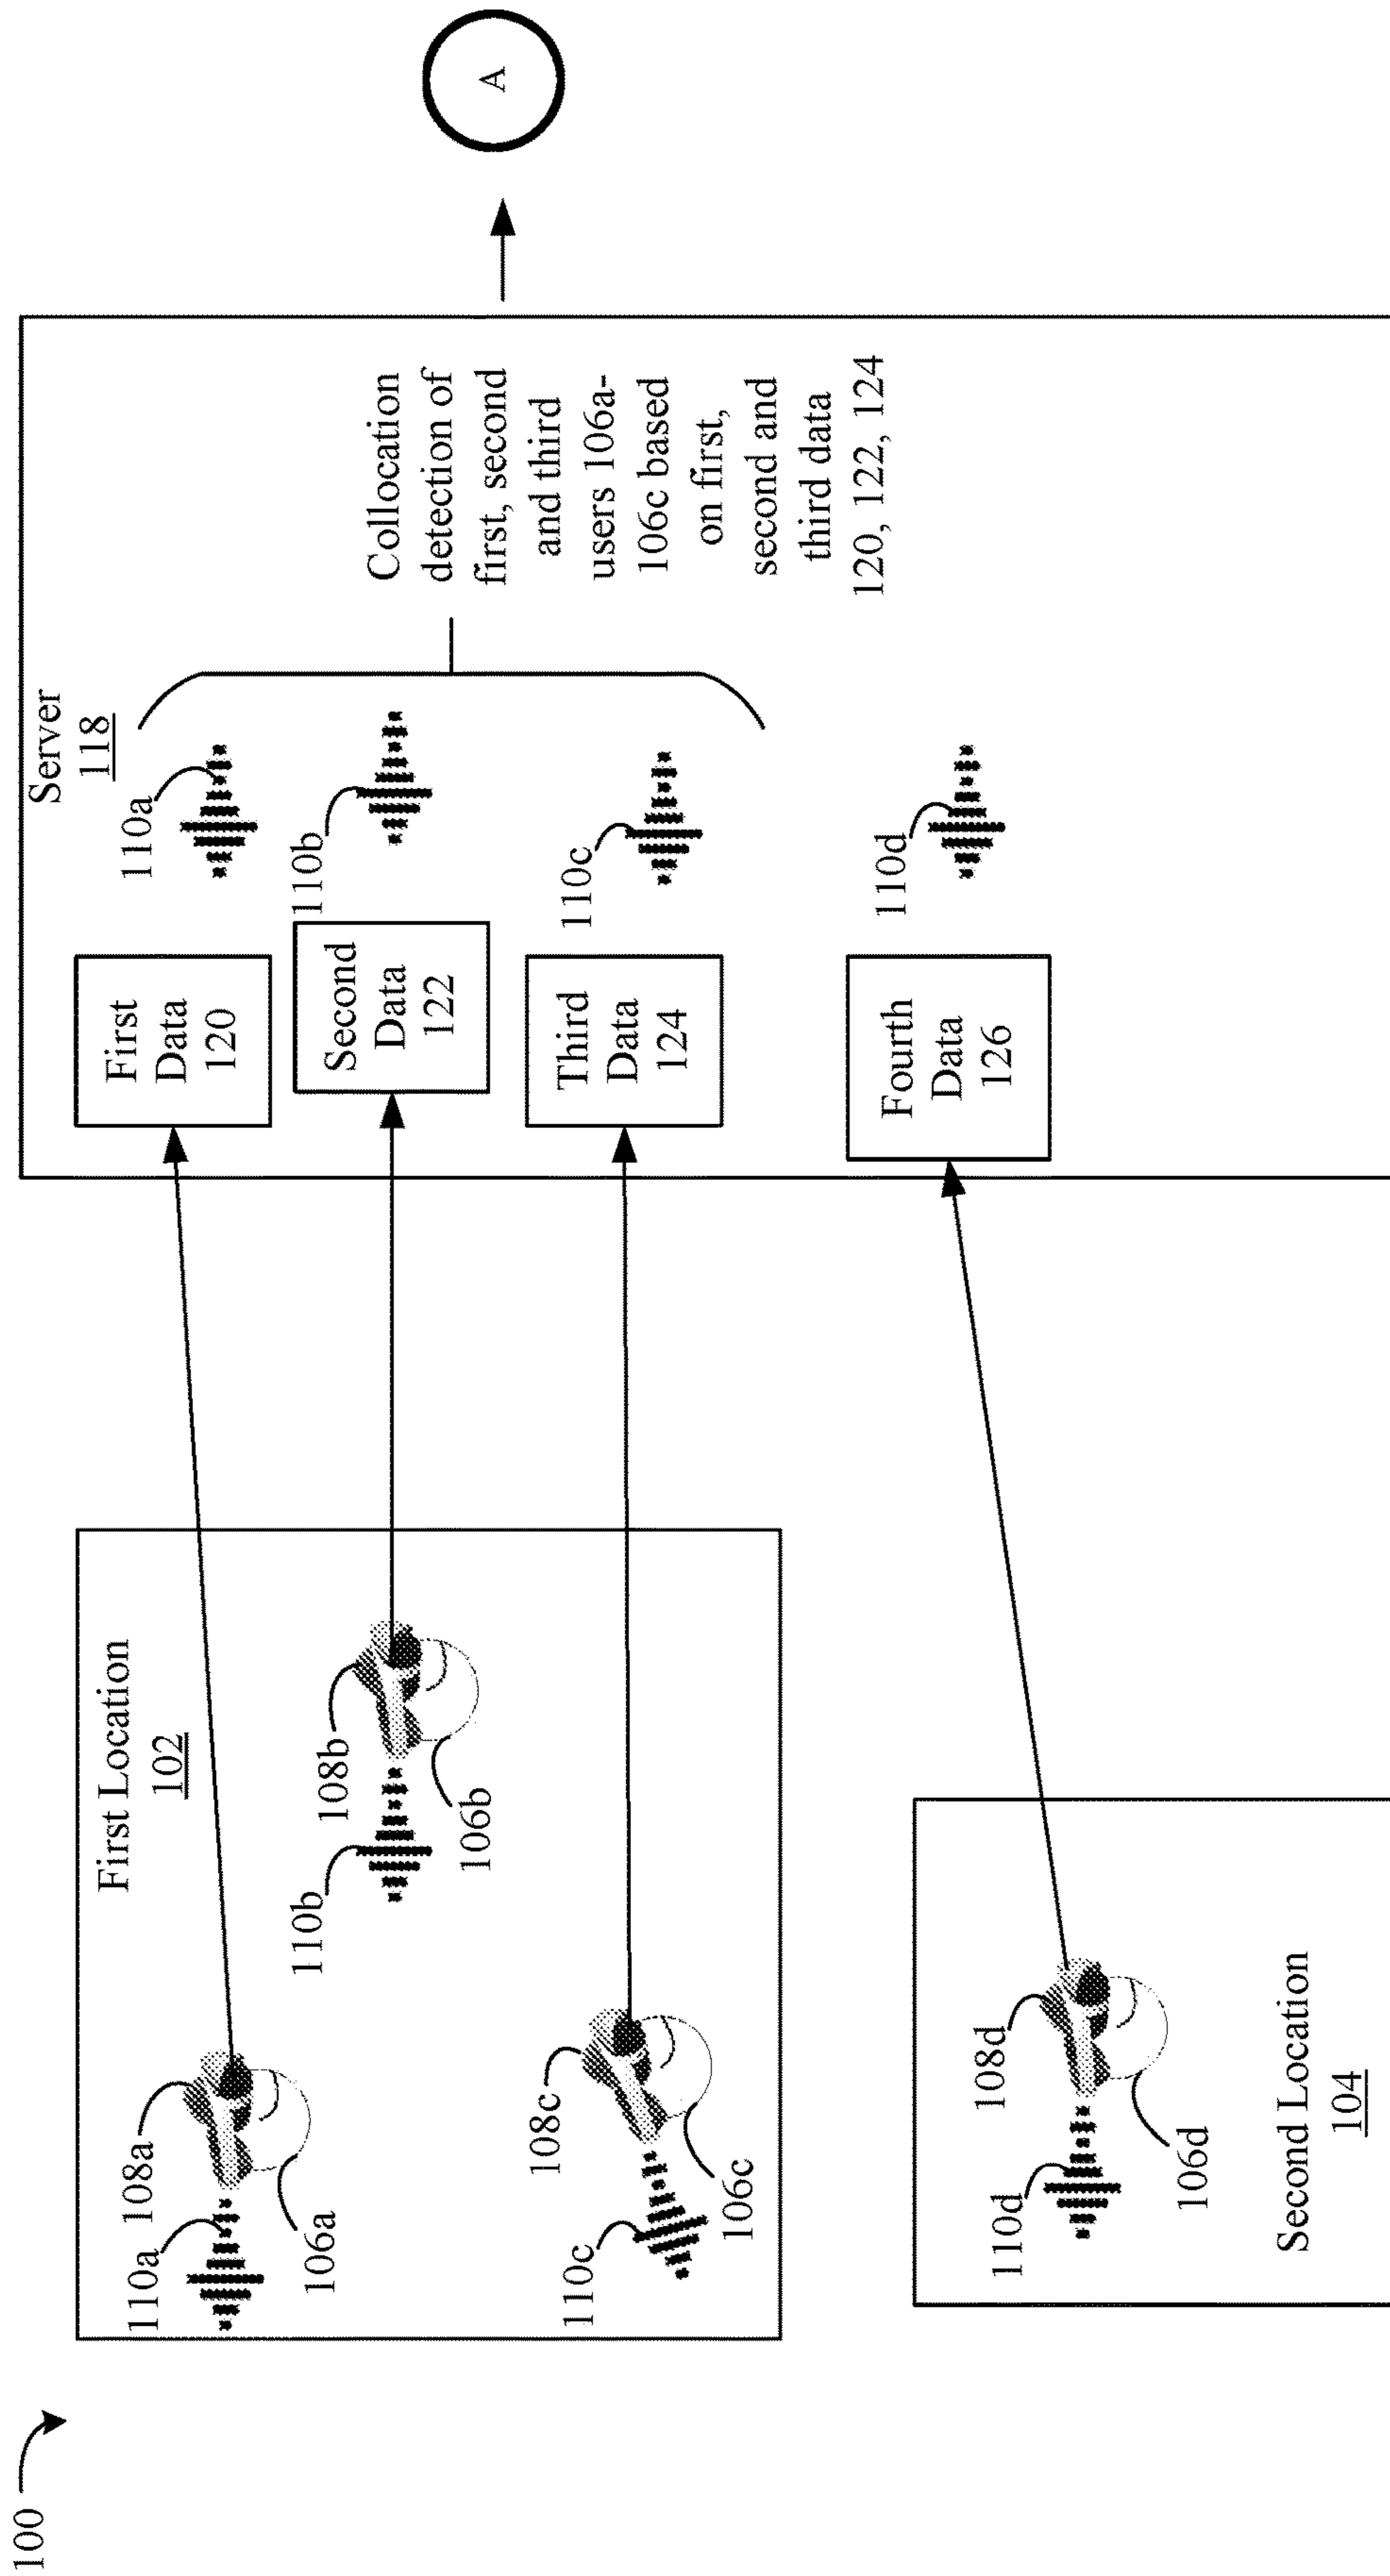 100
First Location
102
110a
108a
106a
110b
108b
106b
110c
108c
106c
Second Location
104
110d
108d
106d
Server
118
First
Data
120
110a
Second
Data
122
110b
Third
Data
124
110c
Fourth
Data
126
110d
Collocation
detection of
first, second
and third
users 106a-
106c based
on first,
second and
third data
120, 122, 124
A